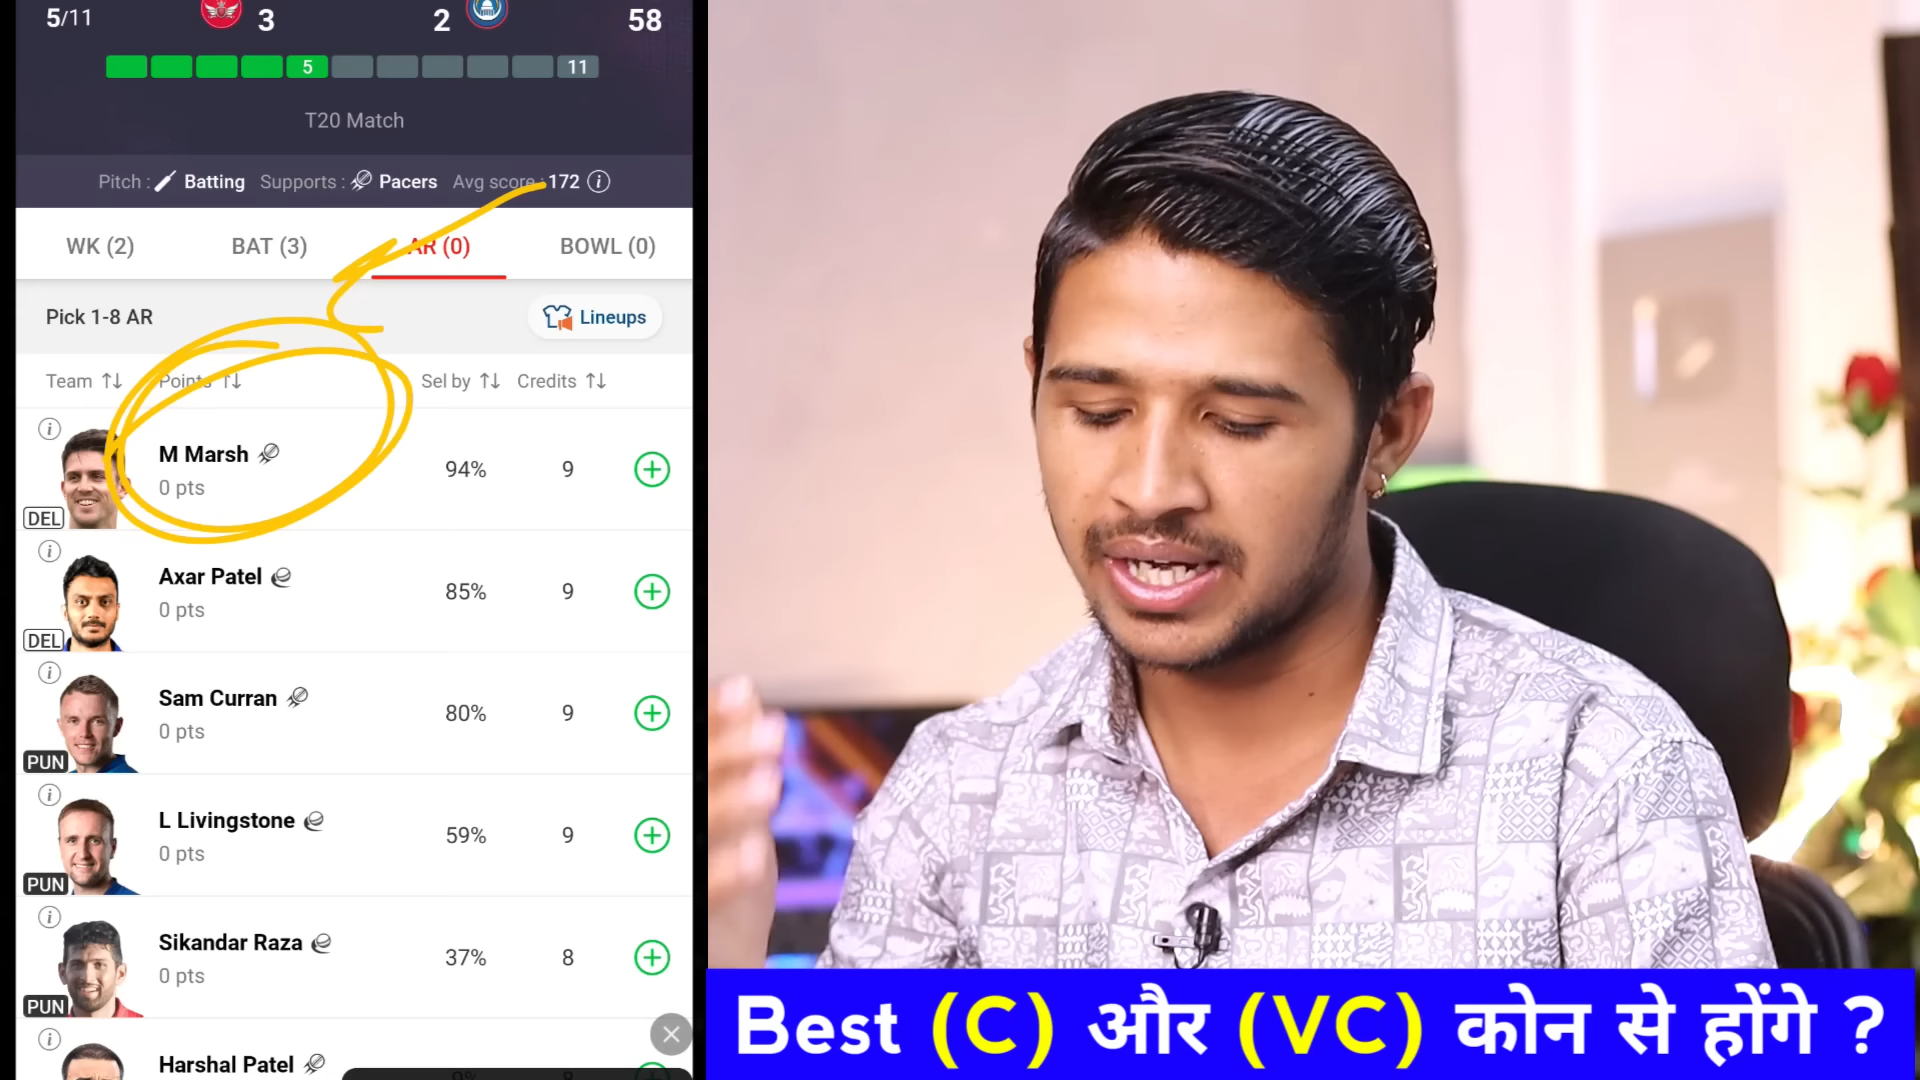 5/11
3
2
58
5
11
T20 Match
Pitch : Batting Supports : Pacers Avg score : 172
WK (2)
BAT (3)
AR (0)
BOWL (0)
Pick 1-8 AR
Lineups
Team
Points
Sel by
Credits
M Marsh
0 pts
94%
9
DEL
Axar Patel
0 pts
85%
9
DEL
Sam Curran
0 pts
80%
9
PUN
L Livingstone
0 pts
59%
9
PUN
Sikandar Raza
0 pts
37%
8
PUN
Harshal Patel
Best (C) और (VC) कोन से होंगे ?